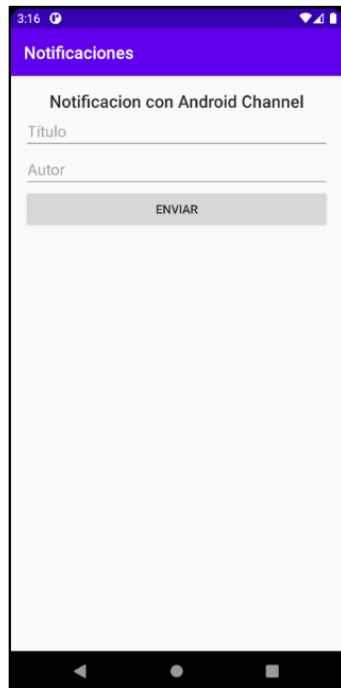 3:16
Notificaciones
Notificacion con Android Channel
Título
Autor
ENVIAR